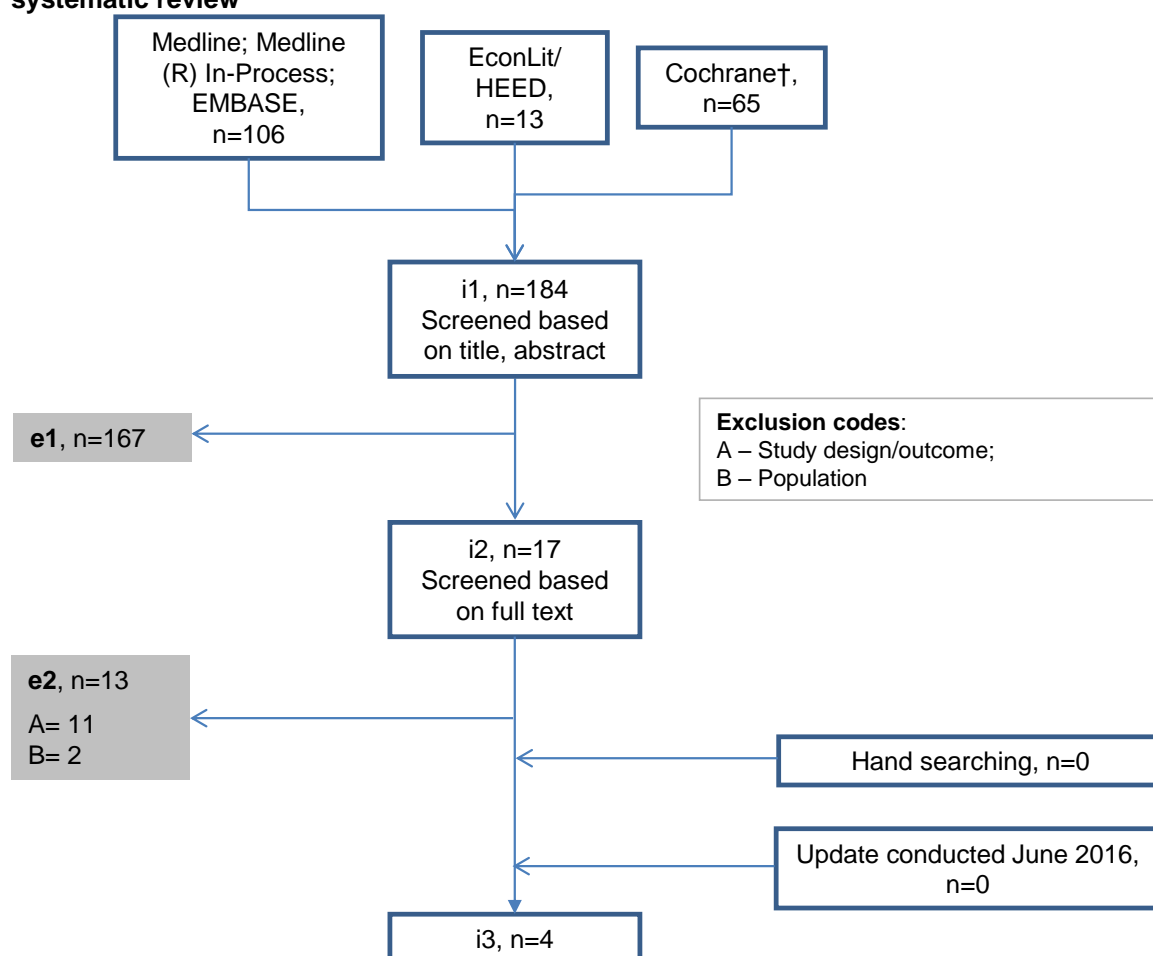 systematic review
Medline; Medline
(R) In-Process;
EMBASE,
n=106
EconLit/
HEED,
n=13
Cochrane†,
n=65
i1, n=184
Screened based
on title, abstract
e1, n=167
Exclusion codes:
A – Study design/outcome;
B – Population
i2, n=17
Screened based
on full text
e2, n=13
A= 11
B= 2
Hand searching, n=0
Update conducted June 2016,
n=0
i3, n=4